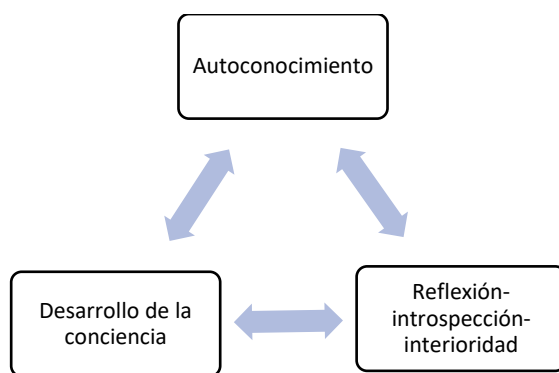 Autoconocimiento
Desarrollo de la
conciencia
Reflexión-
introspección-
interioridad